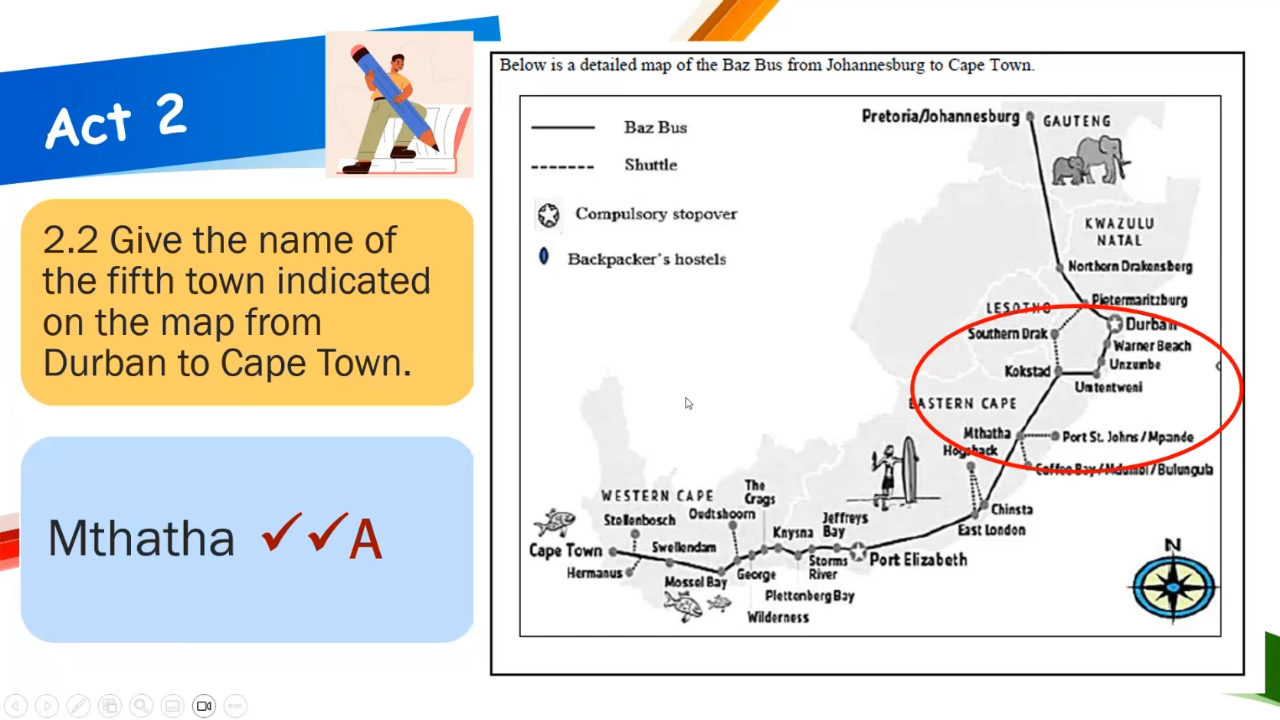 Act 2
2.2 Give the name of
the fifth town indicated
on the map from
Durban to Cape Town.
Mthatha ✓✓A
Below is a detailed map of the Baz Bus from Johannesburg to Cape Town.
Baz Bus
Shuttle
Compulsory stopover
Backpacker's hostels
Pretoria/Johannesburg
GAUTENG
KWAZULU
NATAL
Northern Drakensberg
Pietermaritzburg
LESOTHO
Durban
Southern Drak
Warner Beach
Unzumbe
Kokstad
Umtentweni
EASTERN CAPE
Mthatha
Port St. Johns / Mpande
Hogsback
Coffee Bay / Mdumbi / Bulungula
WESTERN CAPE
The
Crags
Stellenbosch
Oudtshoorn
Jeffreys
Bay
Chinsta
Knysna
East London
Cape Town
Swellendam
Storms
River
Port Elizabeth
Hermanus
Mossel Bay
George
Plettenberg Bay
Wilderness
N